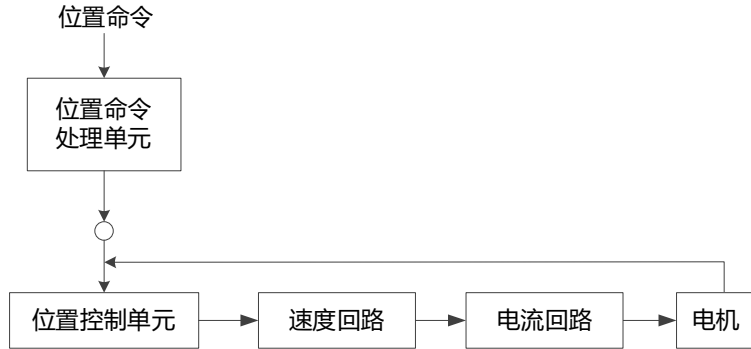 位置命令
位置命令
处理单元
位置控制单元
速度回路
电流回路
电机